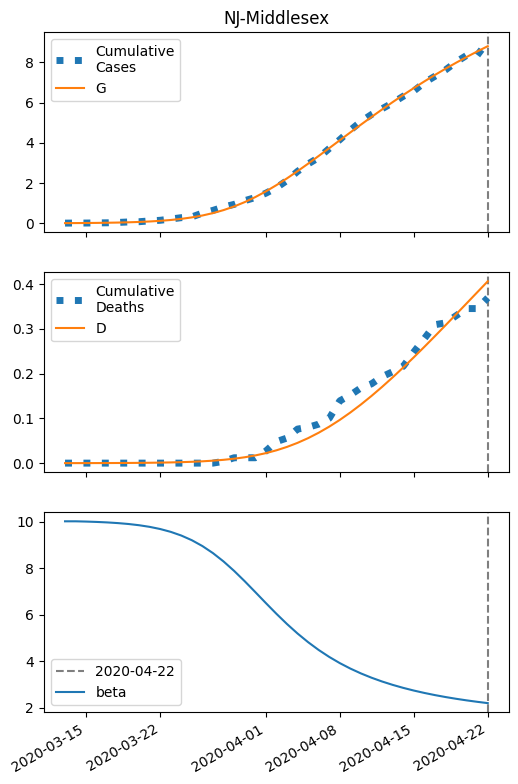 NJ-Middlesex
Cumulative
Cases
G
8
6
4
2
0
Cumulative
Deaths
D
0.4
0.3
0.2
0.1
0.0
10
8
6
4
2
2020-04-22
beta
2020-03-15
2020-03-22
2020-04-01
2020-04-08
2020-04-15
2020-04-22